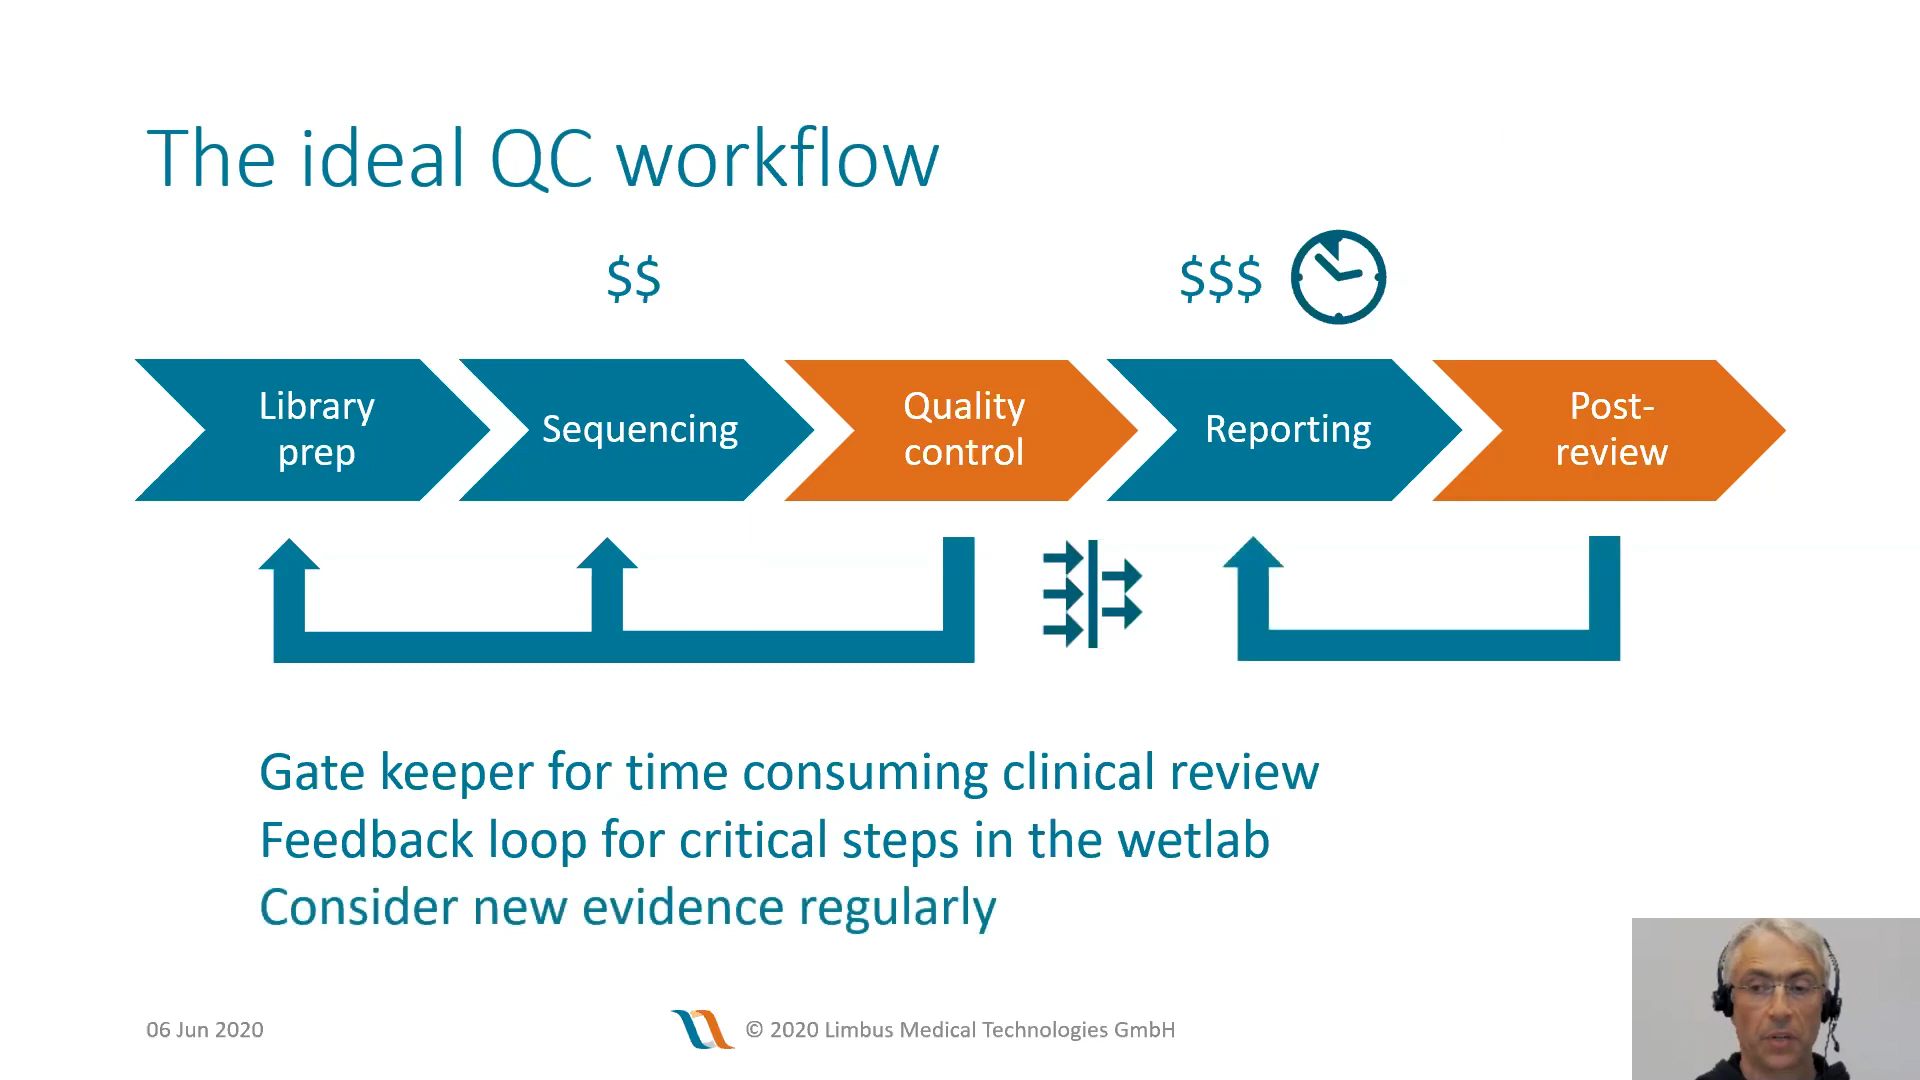 The ideal QC workflow
$$
$$$
Library
prep
Sequencing
Quality
control
Reporting
Post-
review
Gate keeper for time consuming clinical review
Feedback loop for critical steps in the wetlab
Consider new evidence regularly
06 Jun 2020
© 2020 Limbus Medical Technologies GmbH